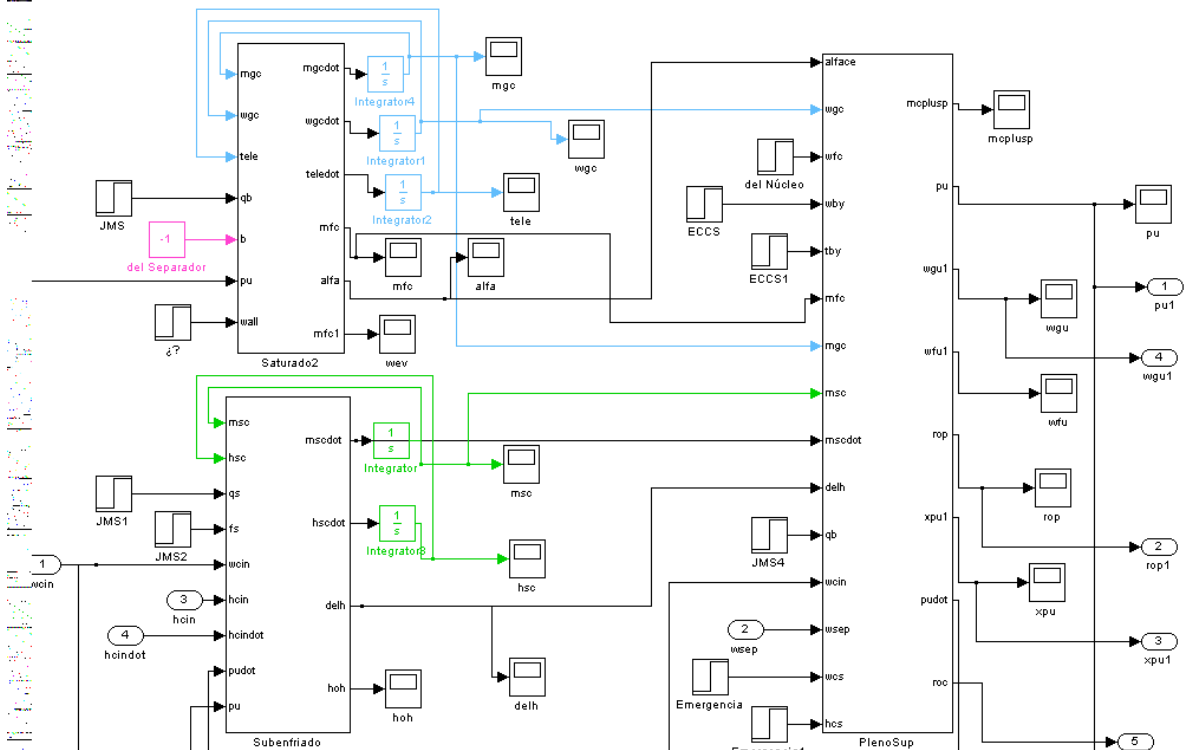 mgc
wgc
tele
qb
b
pu
wall
mgcdot
wgcdot
teledot
mfc
alfa
mfc1
Saturado2
JMS
-1
del Separador
¿?
1
s
Integrator4
1
s
Integrator1
1
s
Integrator2
mgc
wgc
tele
mfc
alfa
wev
msc
hsc
qs
fs
wcin
hcin
hcindot
pudot
pu
mscdot
hscdot
delh
hoh
Subenfriado
JMS1
JMS2
1
wcin
3
hcin
4
hcindot
1
s
Integrator
1
s
msc
hsc
delh
hoh
alface
wgc
wfc
wby
tby
mfc
mgc
msc
mscdot
delh
qb
wcin
wsep
wcs
hcs
mcplusp
pu
wgu1
wfu1
rop
xpu1
pudot
roc
PlenoSup
del Núcleo
ECCS
ECCS1
JMS4
2
wsep
Emergencia
mcplusp
pu
1
pu1
wgu
4
wgu1
wfu
rop
2
rop1
xpu
3
xpu1
5